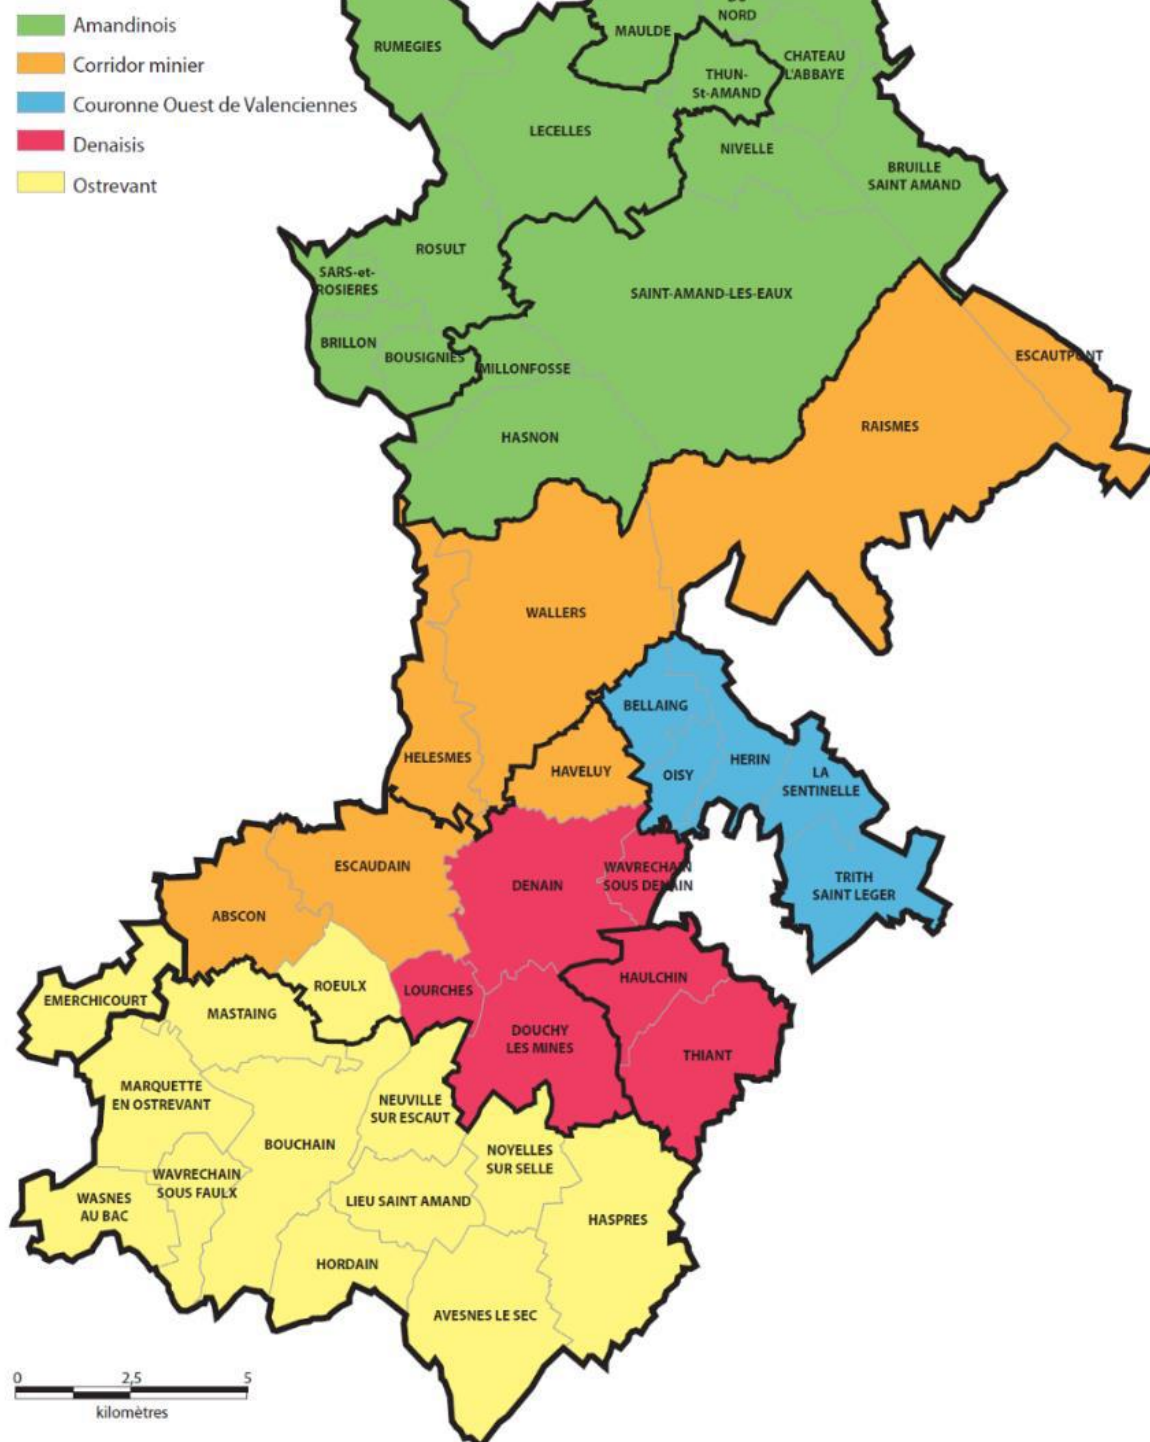 Amandinois
Corridor minier
Couronne Ouest de Valenciennes
Denaisis
Ostrevant
NORD
MAULDE
RUMEGIES
CHATEAU
L'ABBAYE
THUN-
St-AMAND
LECELLES
NIVELLE
BRUILLE
SAINT AMAND
ROSULT
SARS-et-
ROSIERES
SAINT-AMAND-LES-EAUX
BRILLON
BOUSIGNIES
MILLONFOSSE
ESCAUTPONT
RAISMES
HASNON
WALLERS
BELLAING
HELESMES
HAVELUY
OISY
HERIN
LA
SENTINELLE
ESCAUDAIN
DENAIN
WAVRECHAIN
SOUS DENAIN
TRITH
SAINT LEGER
ABSCON
EMERCHICOURT
ROEULX
LOURCHES
HAULCHIN
MASTAING
DOUCHY
LES MINES
THIANT
MARQUETTE
EN OSTREVANT
NEUVILLE
SUR ESCAUT
BOUCHAIN
NOYELLES
SUR SELLE
WAVRECHAIN
SOUS FAULX
WASNES
AU BAC
LIEU SAINT AMAND
HASPRES
HORDAIN
AVESNES LE SEC
0 2,5 5
kilomètres